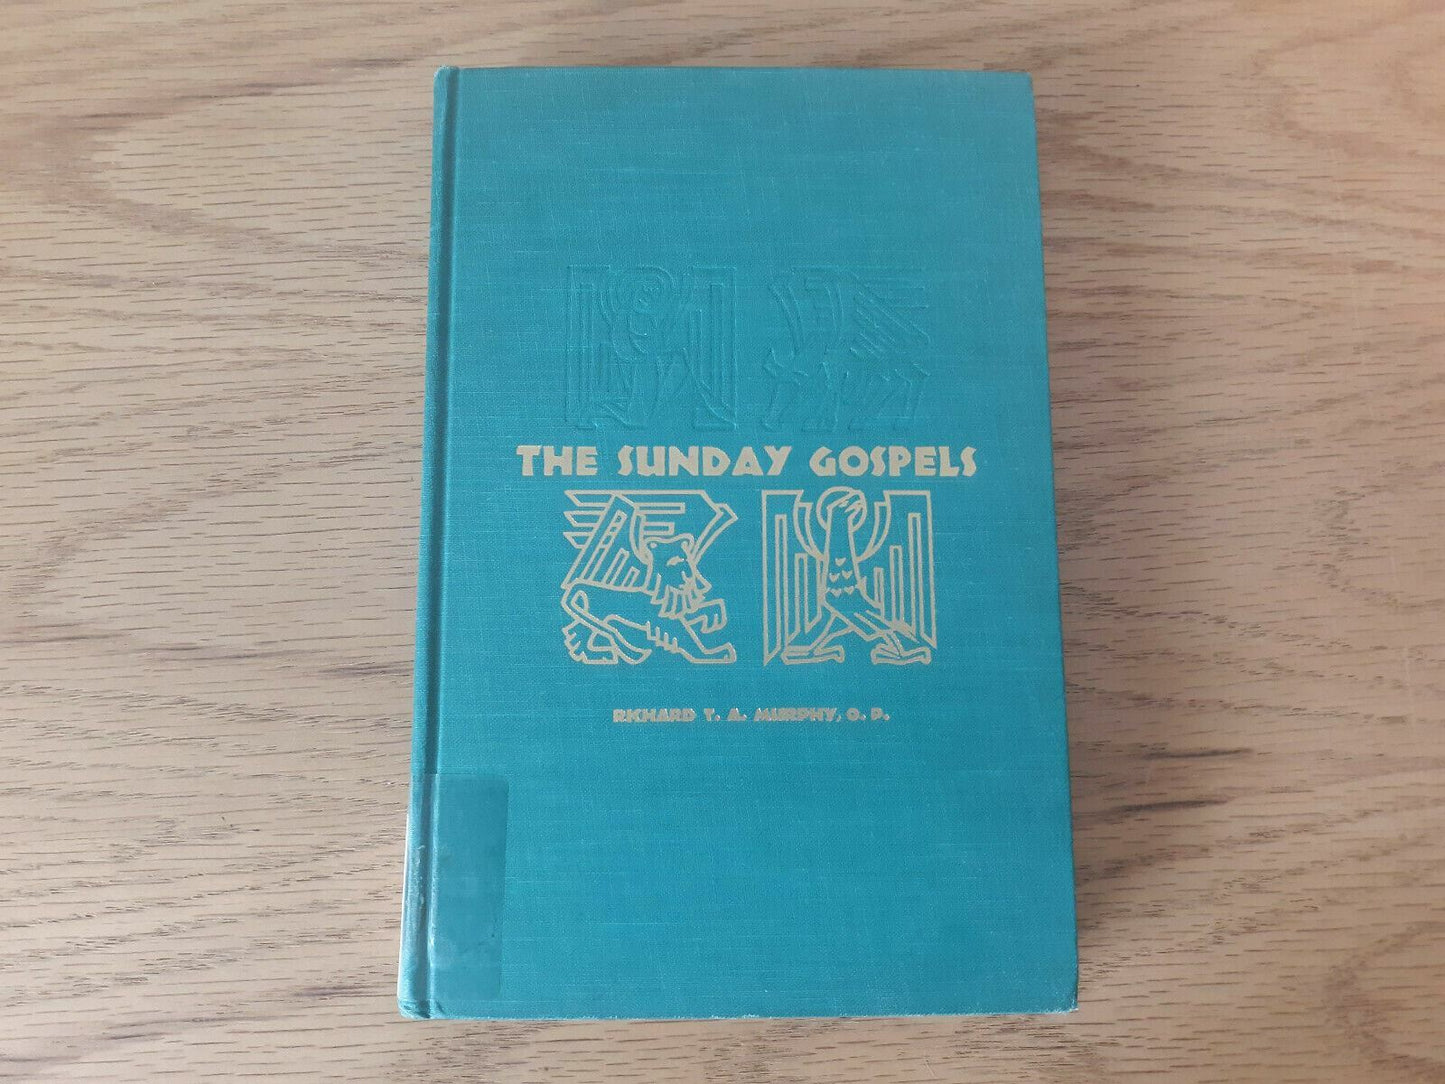 THE SUNDAY GOSPELS
RICHARD T. A. MURPHY, O. P.